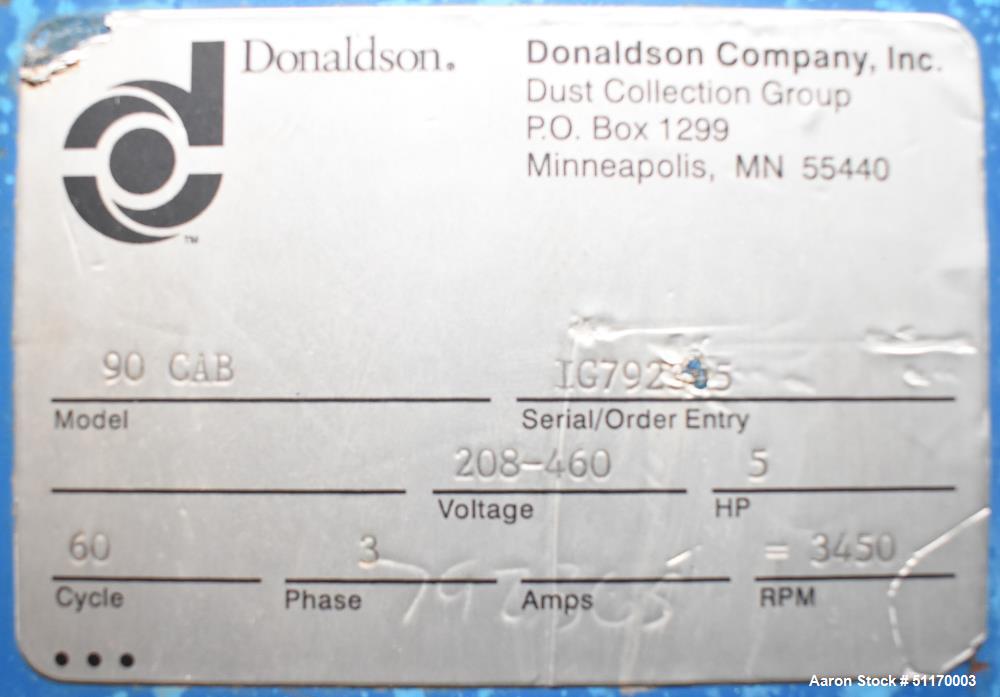 Donaldson.
Donaldson Company, Inc.
Dust Collection Group
P.O. Box 1299
Minneapolis, MN 55440
TM
90 CAB
Model
Serial/Order Entry
208-460
5
Voltage
HP
60
3
= 3450
Cycle
Phase
Amps
RPM
Aaron Stock # 51170003